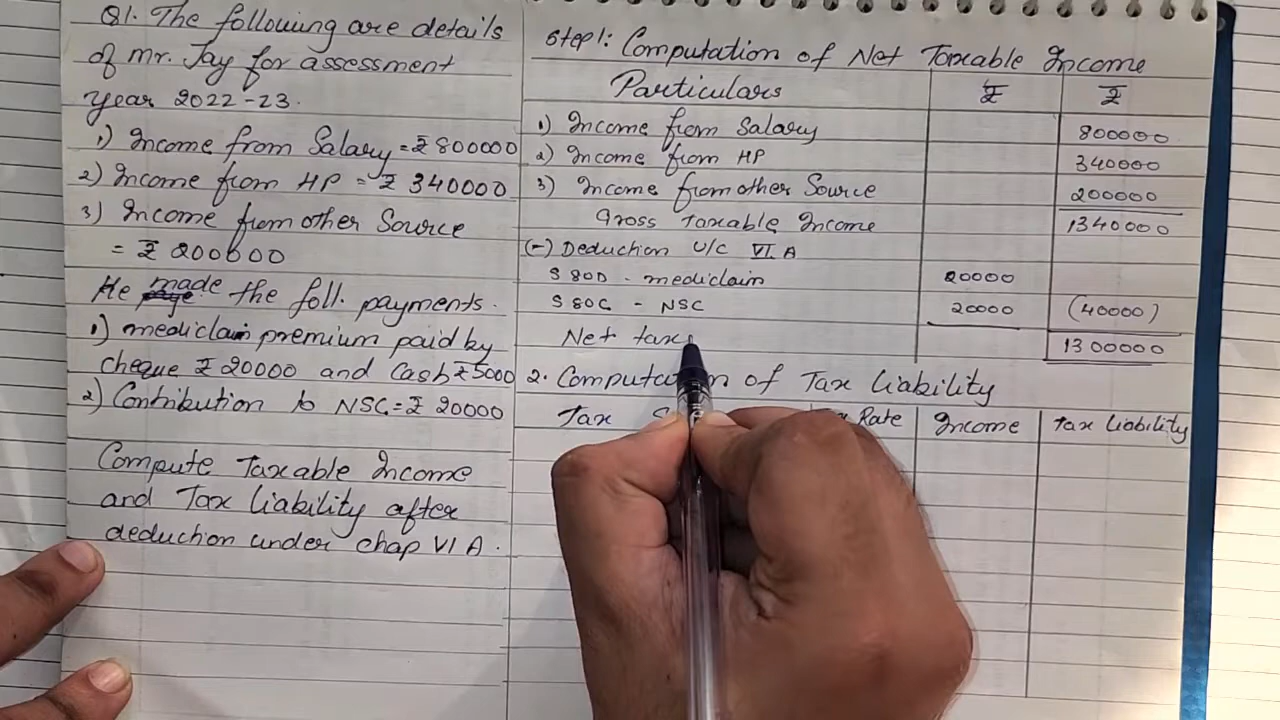 Q1. The following are details
of Mr. Jay for assessment
year 2022-23.
1) Income from Salary = ₹ 800000
2) Income from HP = ₹ 340000
3) Income from other Source
= ₹ 200000
He made the foll. payments.
1) mediclaim premium paid by
cheque ₹ 20000 and Cash ₹ 5000
2) Contribution to NSC = ₹ 20000
Compute Taxable Income
and Tax liability after
deduction under chap VI A.
Step 1: Computation of Net Taxable Income
Particulars ₹ ₹
1) Income from Salary 800000
2) Income from HP 340000
3) Income from other Source 200000
Gross Taxable Income 1340000
(-) Deduction U/C VI. A
S 80D - mediclaim 20000
S 80C - NSC 20000 (40000)
Net tax 1300000
2. Computation of Tax liability
Tax Rate Income Tax liability